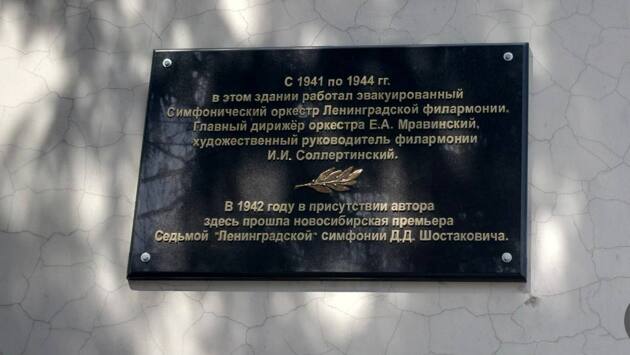 С 1941 по 1944 гг.
в этом здании работал эвакуированный
Симфонический оркестр Ленинградской филармонии.
Главный дирижёр оркестра Е.А. Мравинский,
художественный руководитель филармонии
И.И. Соллертинский.
В 1942 году в присутствии автора
здесь прошла новосибирская премьера
Седьмой "Ленинградской" симфонии Д.Д. Шостаковича.